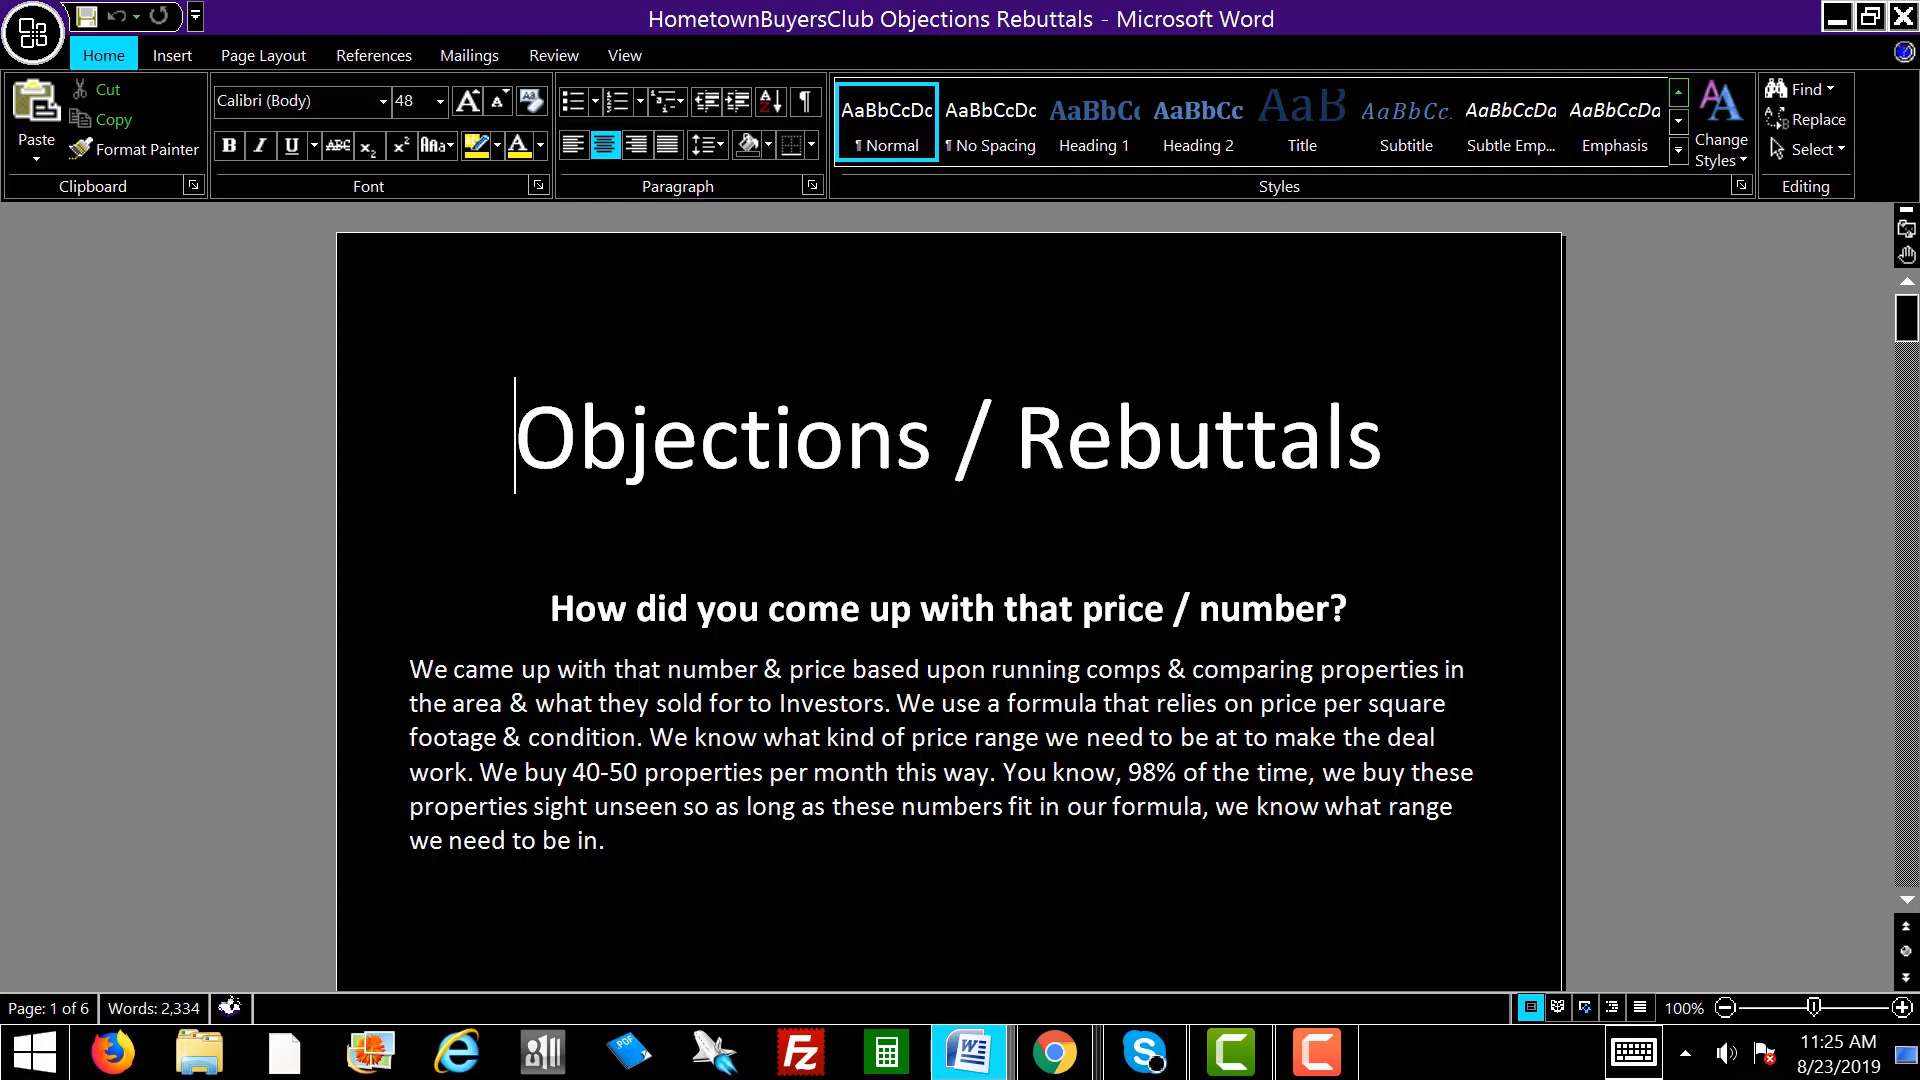 HometownBuyersClub Objections Rebuttals - Microsoft Word
Home Insert Page Layout References Mailings Review View
Paste
Cut
Copy
Format Painter
Clipboard
Calibri (Body) 48
Font
Paragraph
AaBbCcDc AaBbCcDc AaBbCc AaBbCc AaB AaBbCc. AaBbCcDa AaBbCcDa
¶ Normal ¶ No Spacing Heading 1 Heading 2 Title Subtitle Subtle Emp... Emphasis
Styles
Change
Styles
Find
Replace
Select
Editing
Objections / Rebuttals
How did you come up with that price / number?
We came up with that number & price based upon running comps & comparing properties in
the area & what they sold for to Investors. We use a formula that relies on price per square
footage & condition. We know what kind of price range we need to be at to make the deal
work. We buy 40-50 properties per month this way. You know, 98% of the time, we buy these
properties sight unseen so as long as these numbers fit in our formula, we know what range
we need to be in.
Page: 1 of 6 Words: 2,334 100%
11:25 AM
8/23/2019